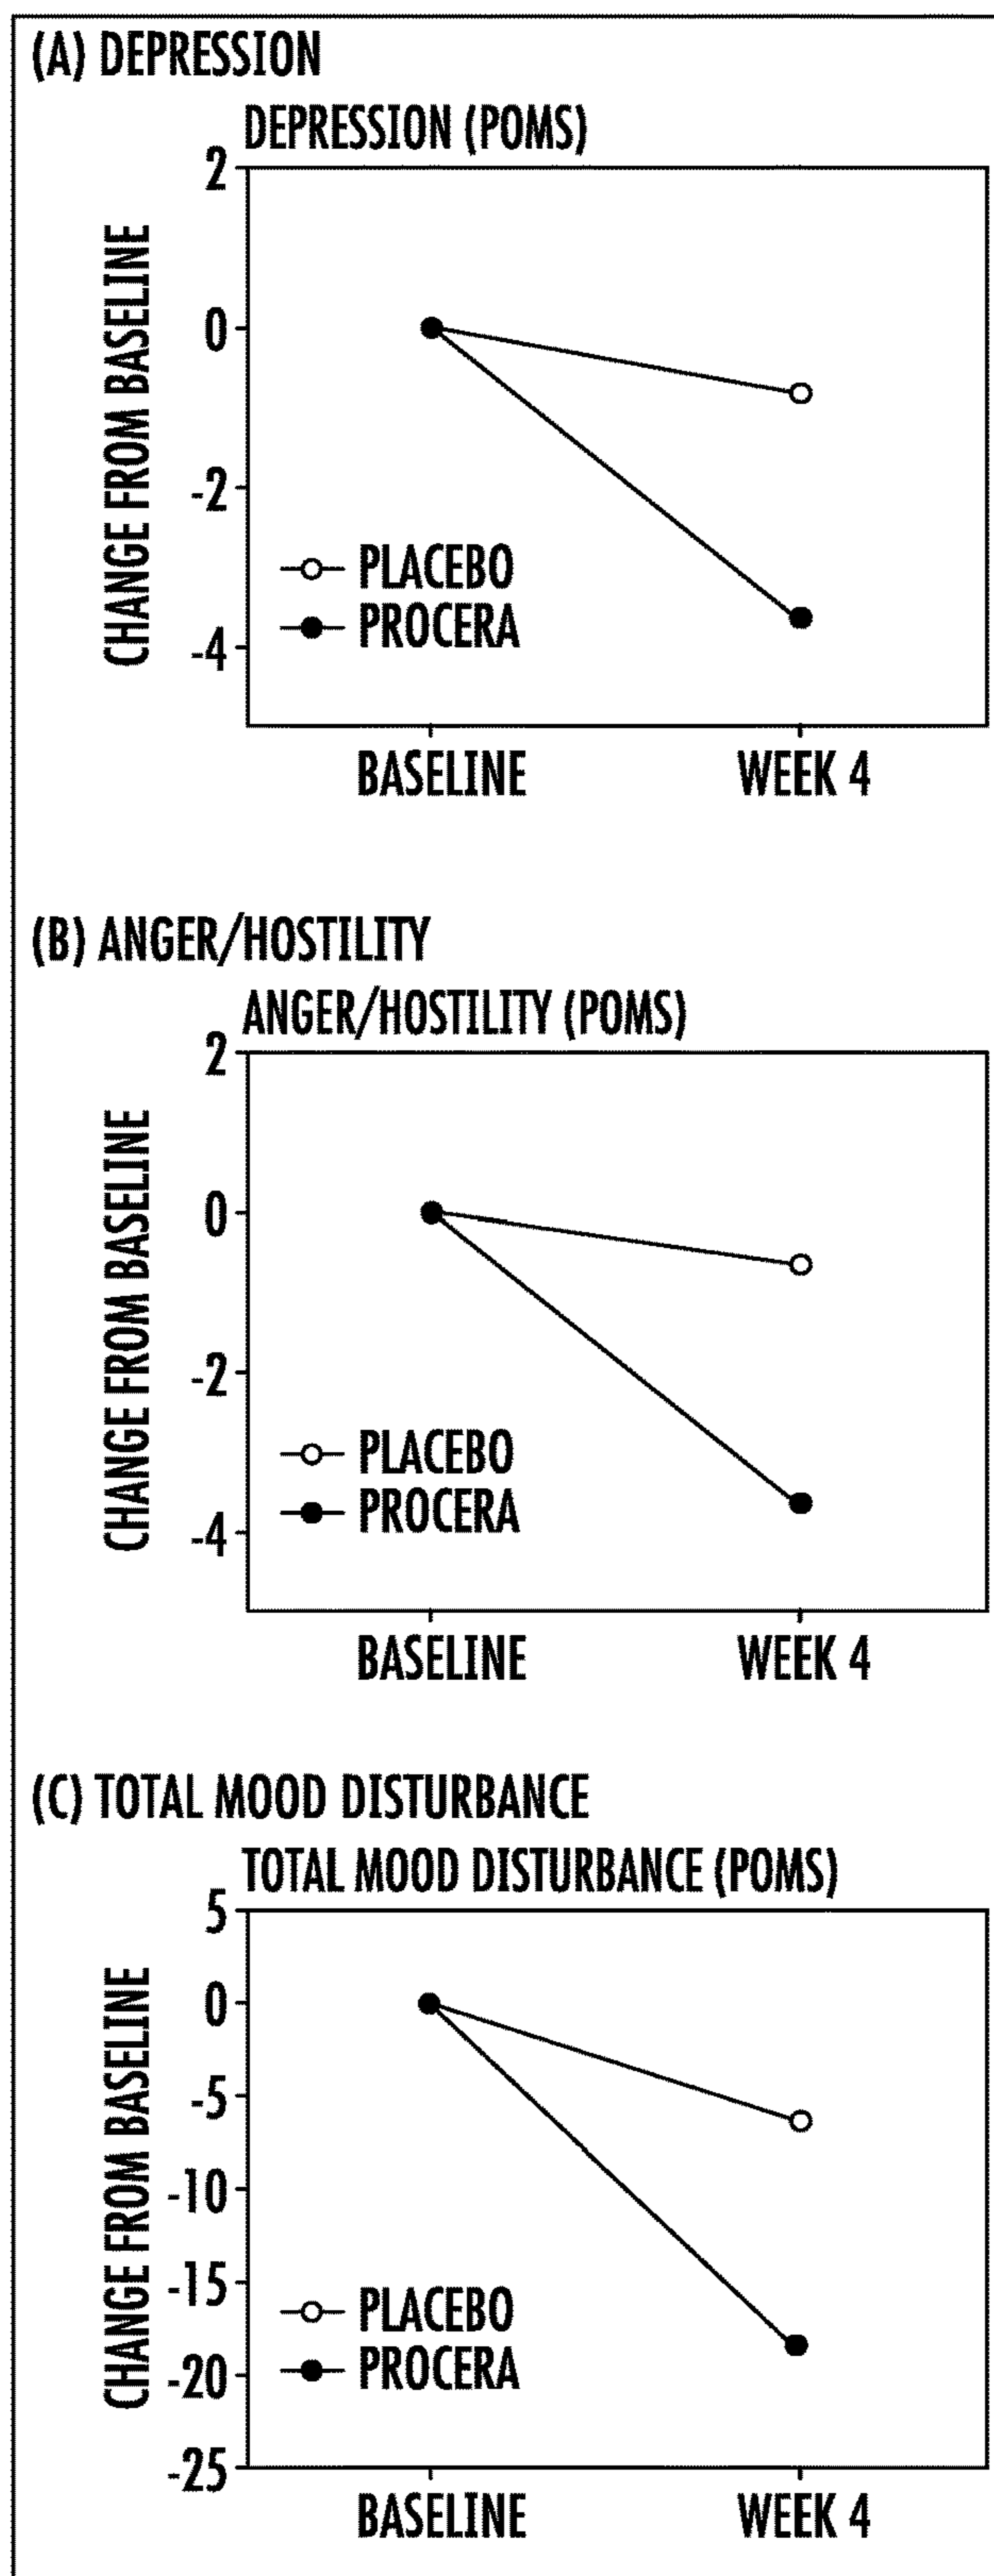 (A) DEPRESSION
DEPRESSION (POMS)
CHANGE FROM BASELINE
2
0
-2
-4
PLACEBO
PROCERA
BASELINE WEEK 4
(B) ANGER/HOSTILITY
ANGER/HOSTILITY (POMS)
CHANGE FROM BASELINE
2
0
-2
-4
PLACEBO
PROCERA
BASELINE WEEK 4
(C) TOTAL MOOD DISTURBANCE
TOTAL MOOD DISTURBANCE (POMS)
CHANGE FROM BASELINE
5
0
-5
-10
-15
-20
-25
PLACEBO
PROCERA
BASELINE WEEK 4